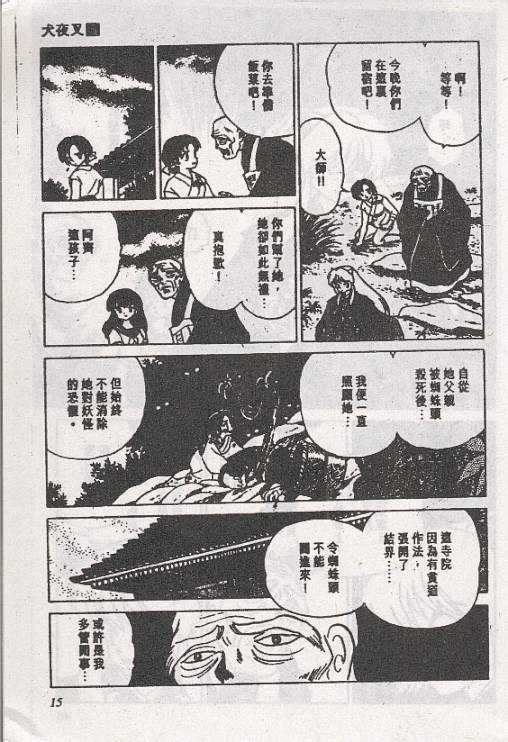 犬夜叉
啊！
等等！
今晚你們
在這裏
留宿吧！
大師!!
你去準備
飯菜吧！
你們顧了她，
她卻如此無禮…
真抱歉！
阿齊
這孩子…
自從
她父親
被蜘蛛頭
殺死後…
我便一直
照顧她…
但始終
不能消除
她對妖怪
的恐懼。
這寺院
因為有貧道
作法，
張開了
結界……
令蜘蛛頭
不能
闖進來！
或許是我
多管閒事…
15